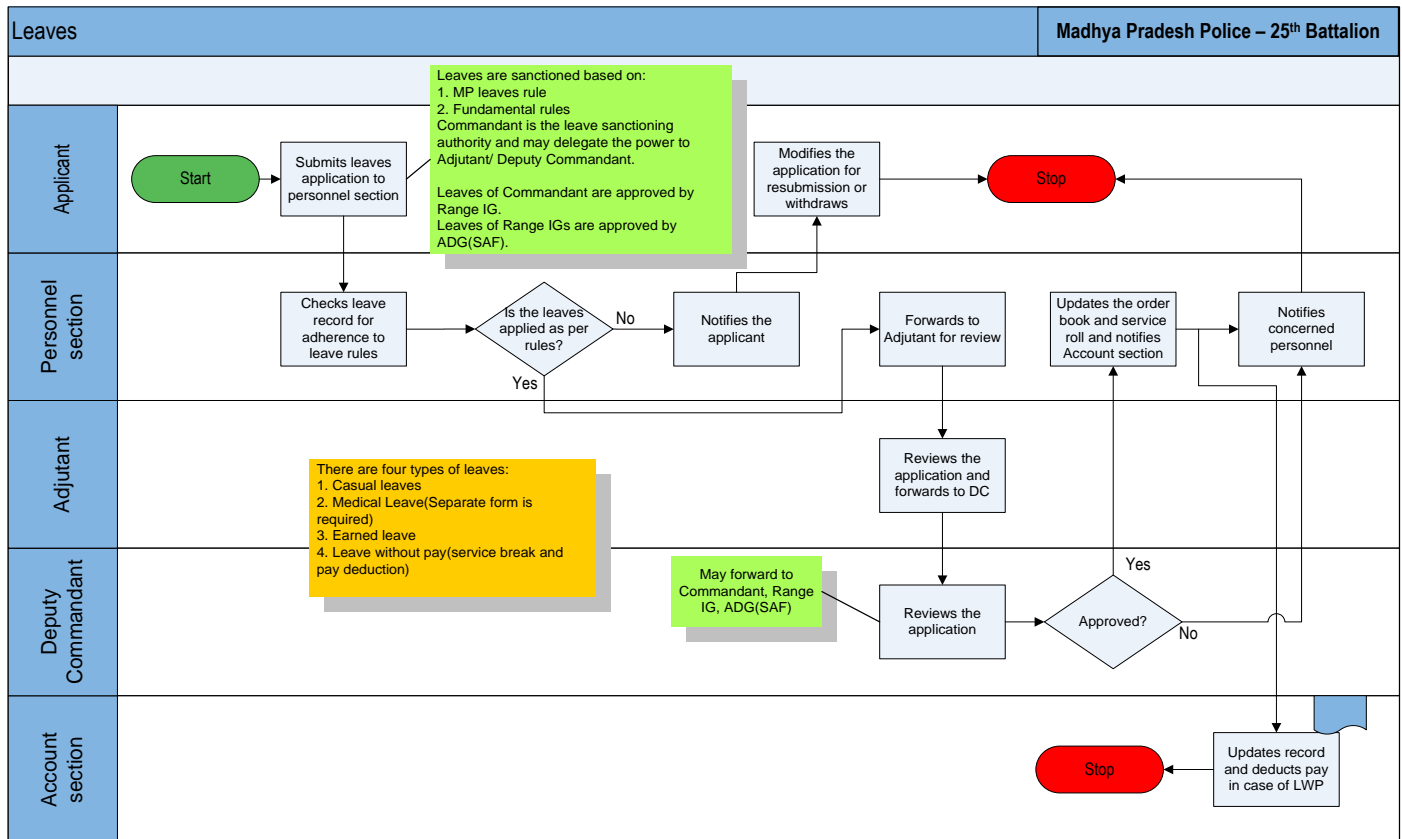 Leaves
Madhya Pradesh Police – 25th Battalion
Applicant
Start
Submits leaves
application to
personnel section
Leaves are sanctioned based on:
1. MP leaves rule
2. Fundamental rules
Commandant is the leave sanctioning
authority and may delegate the power to
Adjutant/ Deputy Commandant.
Leaves of Commandant are approved by
Range IG.
Leaves of Range IGs are approved by
ADG(SAF).
Modifies the
application for
resubmission or
withdraws
Stop
Personnel
section
Checks leave
record for
adherence to
leave rules
Is the leaves
applied as per
rules?
No
Yes
Notifies the
applicant
Forwards to
Adjutant for review
Updates the order
book and service
roll and notifies
Account section
Notifies
concerned
personnel
Adjutant
There are four types of leaves:
1. Casual leaves
2. Medical Leave(Separate form is
required)
3. Earned leave
4. Leave without pay(service break and
pay deduction)
Reviews the
application and
forwards to DC
Deputy
Commandant
May forward to
Commandant, Range
IG, ADG(SAF)
Reviews the
application
Approved?
Yes
No
Account
section
Stop
Updates record
and deducts pay
in case of LWP